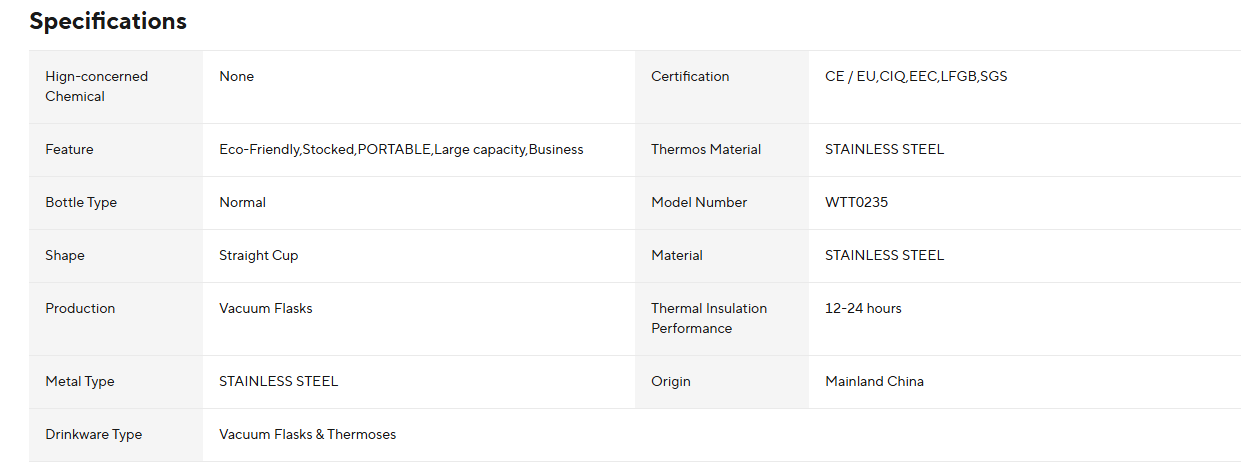 Specifications
Hign-concerned
Chemical
None
Certification
CE / EU,CIQ,EEC,LFGB,SGS
Feature
Eco-Friendly,Stocked,PORTABLE,Large capacity,Business
Thermos Material
STAINLESS STEEL
Bottle Type
Normal
Model Number
WTT0235
Shape
Straight Cup
Material
STAINLESS STEEL
Production
Vacuum Flasks
Thermal Insulation
Performance
12-24 hours
Metal Type
STAINLESS STEEL
Origin
Mainland China
Drinkware Type
Vacuum Flasks & Thermoses